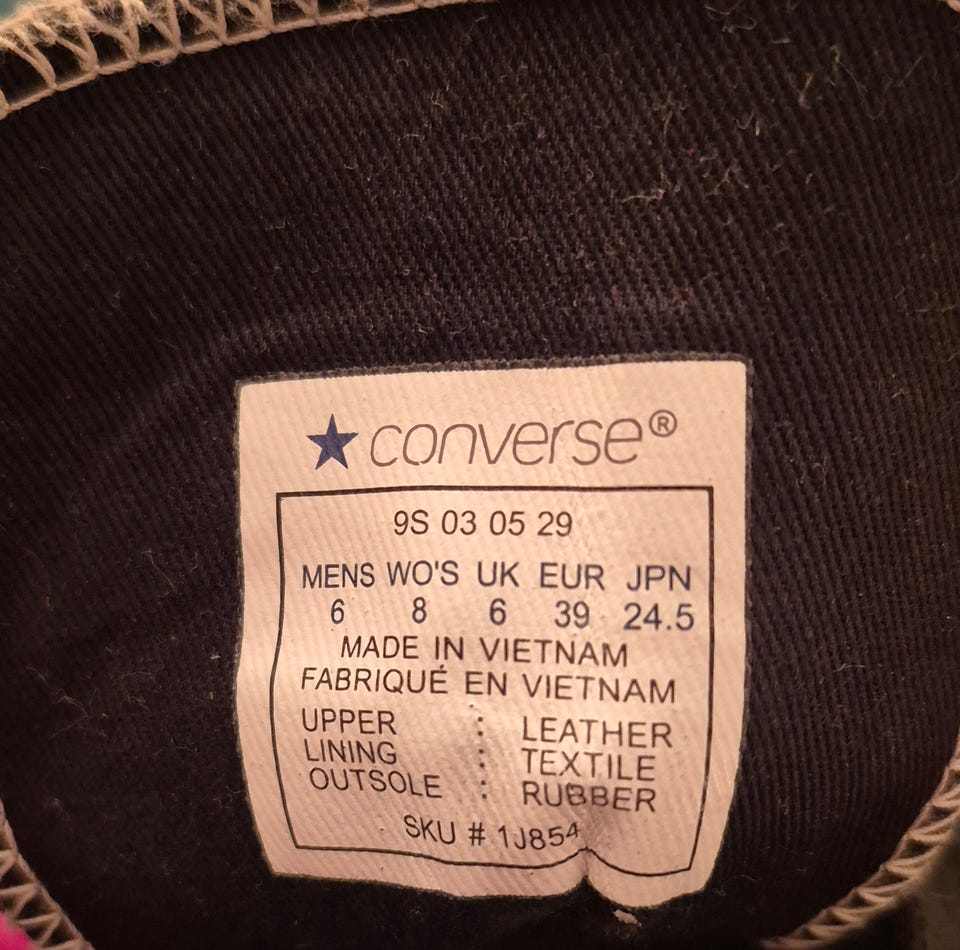 converse®
9S 03 05 29
MENS WO'S UK EUR JPN
6 8 6 39 24.5
MADE IN VIETNAM
FABRIQUÉ EN VIETNAM
UPPER : LEATHER
LINING : TEXTILE
OUTSOLE : RUBBER
SKU # 1J854